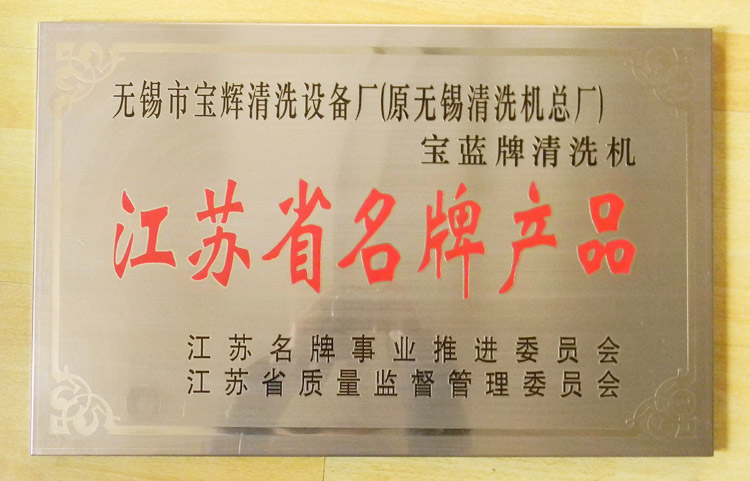 无锡市宝辉清洗设备厂(原无锡清洗机总厂)
宝蓝牌清洗机
江苏省名牌产品
江苏名牌事业推进委员会
江苏省质量监督管理委员会